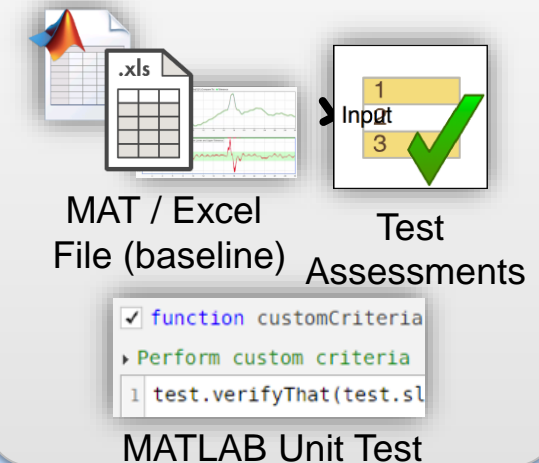 .xls
MAT / Excel
File (baseline)
1
Input
2
3
Test
Assessments
function customCriteria
Perform custom criteria
1 test.verifyThat(test.sl
MATLAB Unit Test